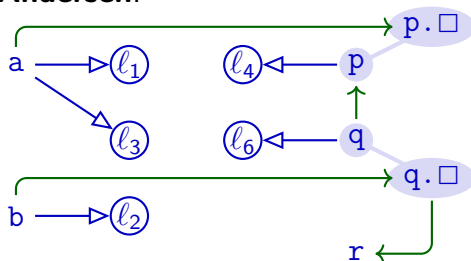 Andersen:
p.□
a ℓ₁ ℓ₄ p
ℓ₃ ℓ₆ q
q.□
b ℓ₂
r